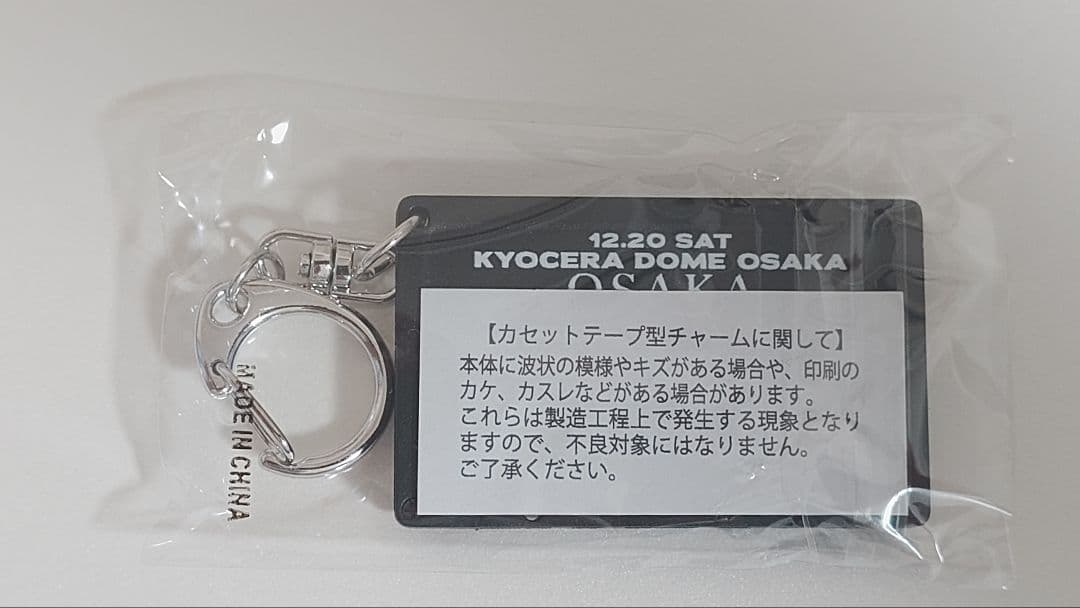 12.20 SAT
KYOCERA DOME OSAKA
OSAKA
【カセットテープ型チャームに関して】
本体に波状の模様やキズがある場合や、印刷の
カケ、カスレなどがある場合があります。
これらは製造工程上で発生する現象となり
ますので、不良対象にはなりません。
ご了承ください。
MADE IN CHINA